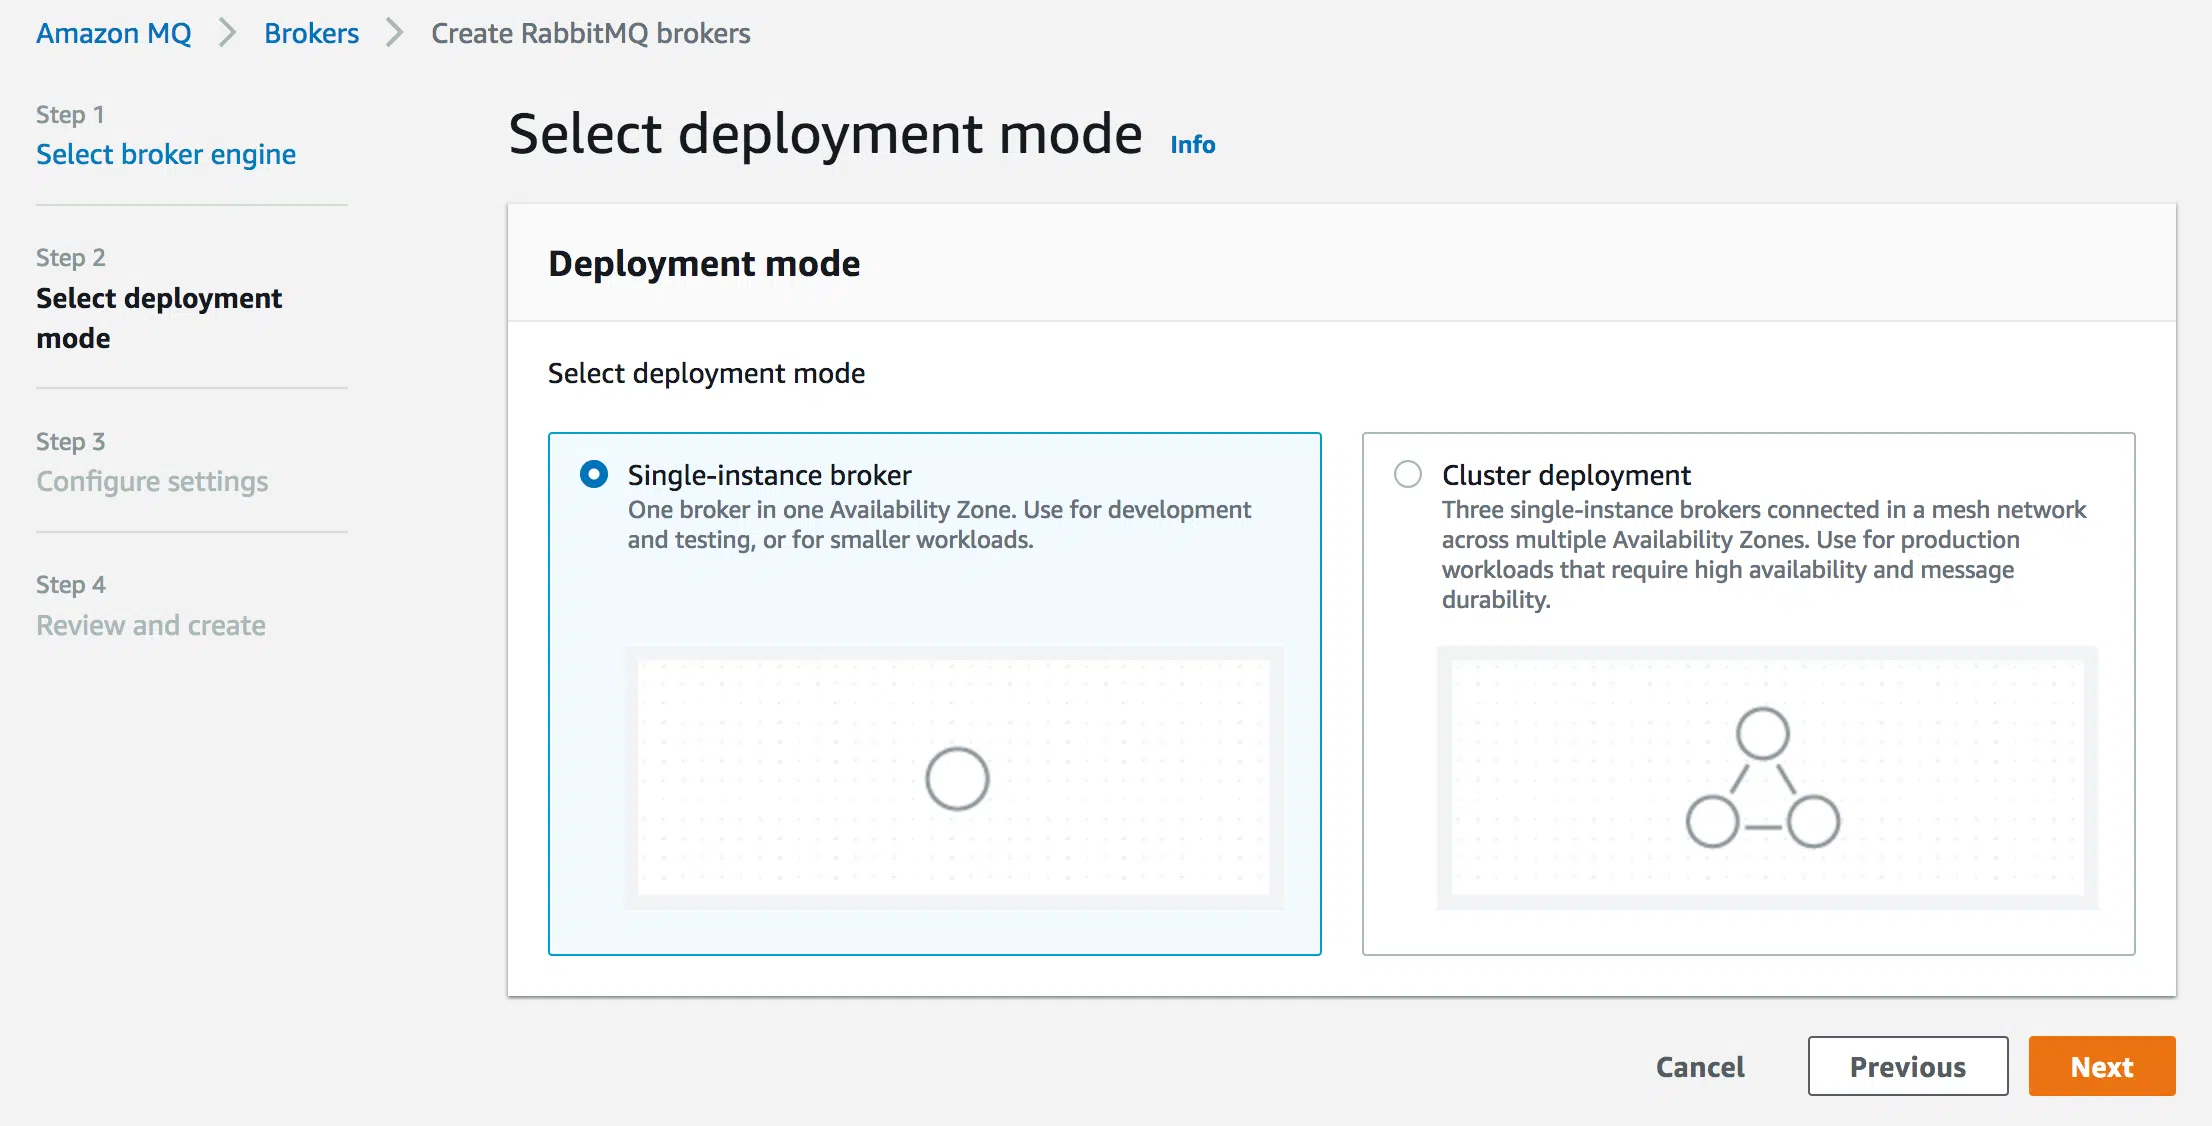 Amazon MQ > Brokers > Create RabbitMQ brokers
Step 1
Select broker engine
Step 2
Select deployment
mode
Step 3
Configure settings
Step 4
Review and create
Select deployment mode Info
Deployment mode
Select deployment mode
Single-instance broker
One broker in one Availability Zone. Use for development
and testing, or for smaller workloads.
Cluster deployment
Three single-instance brokers connected in a mesh network
across multiple Availability Zones. Use for production
workloads that require high availability and message
durability.
Cancel
Previous
Next